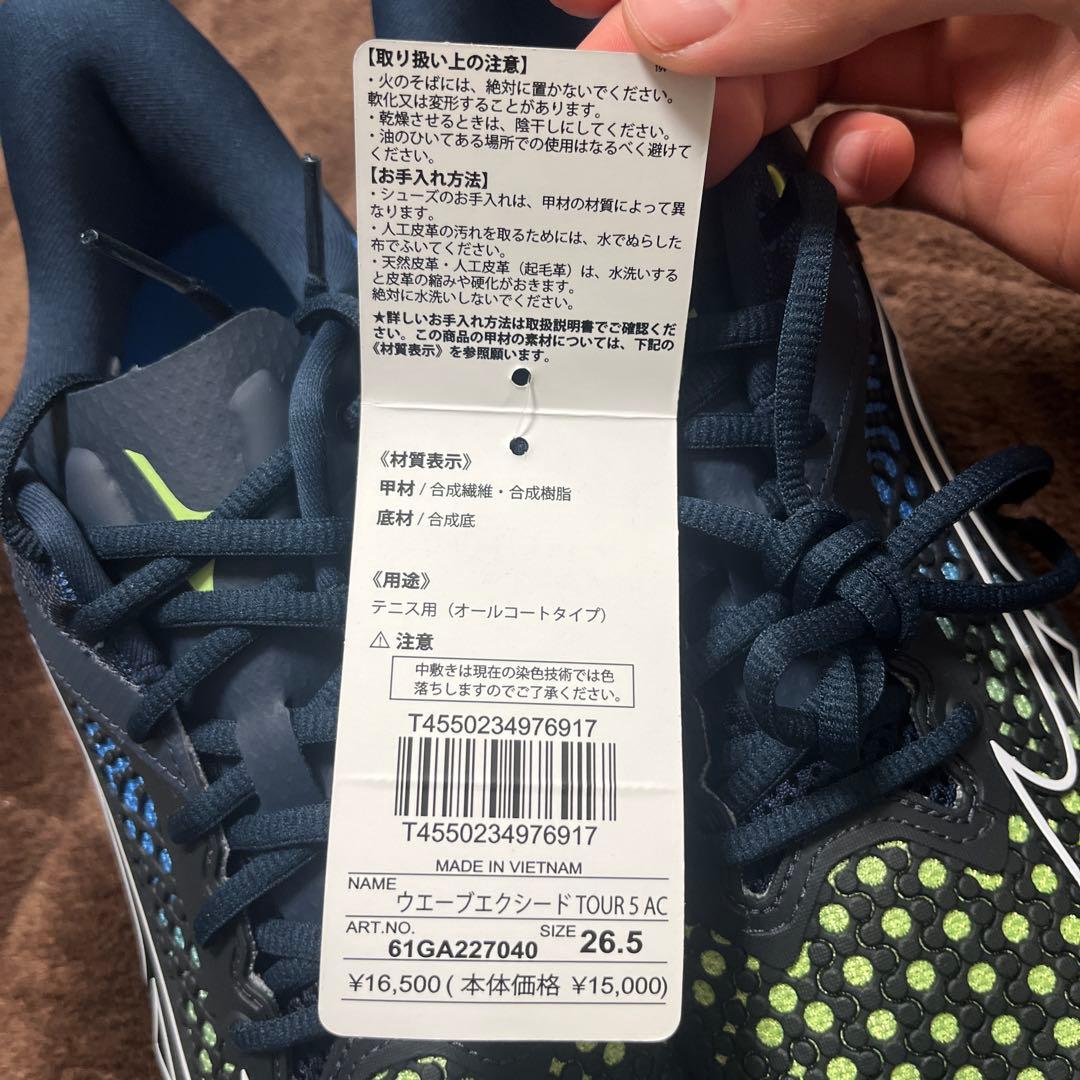 【取り扱い上の注意】
・火のそばには、絶対に置かないでください。
軟化又は変形することがあります。
・乾燥させるときは、陰干しにしてください。
・油のひいてある場所での使用はなるべく避けて
ください。
【お手入れ方法】
・シューズのお手入れは、甲材の材質によって異
なります。
・人工皮革の汚れを取るためには、水でぬらした
布でふいてください。
・天然皮革・人工皮革（起毛革）は、水洗いする
と皮革の縮みや硬化がおきます。
絶対に水洗いしないでください。
★詳しいお手入れ方法は取扱説明書でご確認くだ
さい。この商品の甲材の素材については、下記の
《材質表示》を参照願います。
《材質表示》
甲材 / 合成繊維・合成樹脂
底材 / 合成底
《用途》
テニス用（オールコートタイプ）
⚠ 注意
中敷きは現在の染色技術では色
落ちしますのでご了承ください。
T4550234976917
T4550234976917
MADE IN VIETNAM
NAME ウエーブエクシード TOUR 5 AC
ART.NO. 61GA227040 SIZE 26.5
¥16,500 ( 本体価格 ¥15,000)